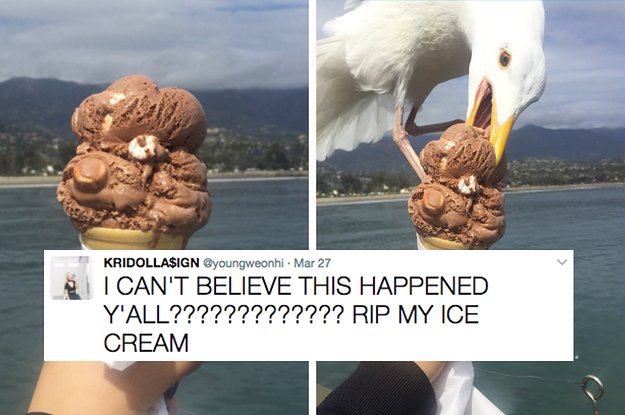 KRIDOLLA$IGN @youngweonhi · Mar 27
I CAN'T BELIEVE THIS HAPPENED
Y'ALL????????????? RIP MY ICE
CREAM